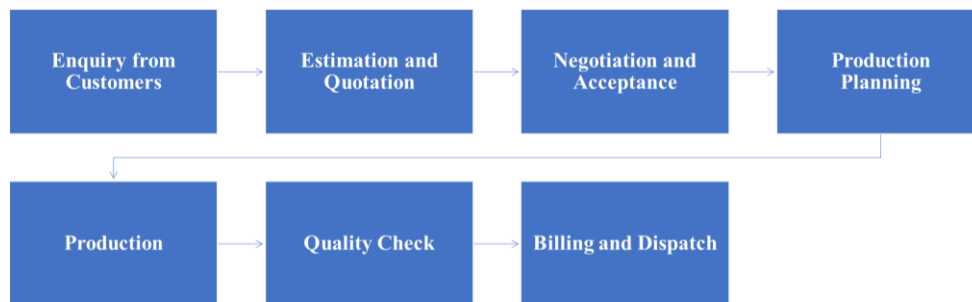 Enquiry from
Customers
Estimation and
Quotation
Negotiation and
Acceptance
Production
Planning
Production
Quality Check
Billing and Dispatch